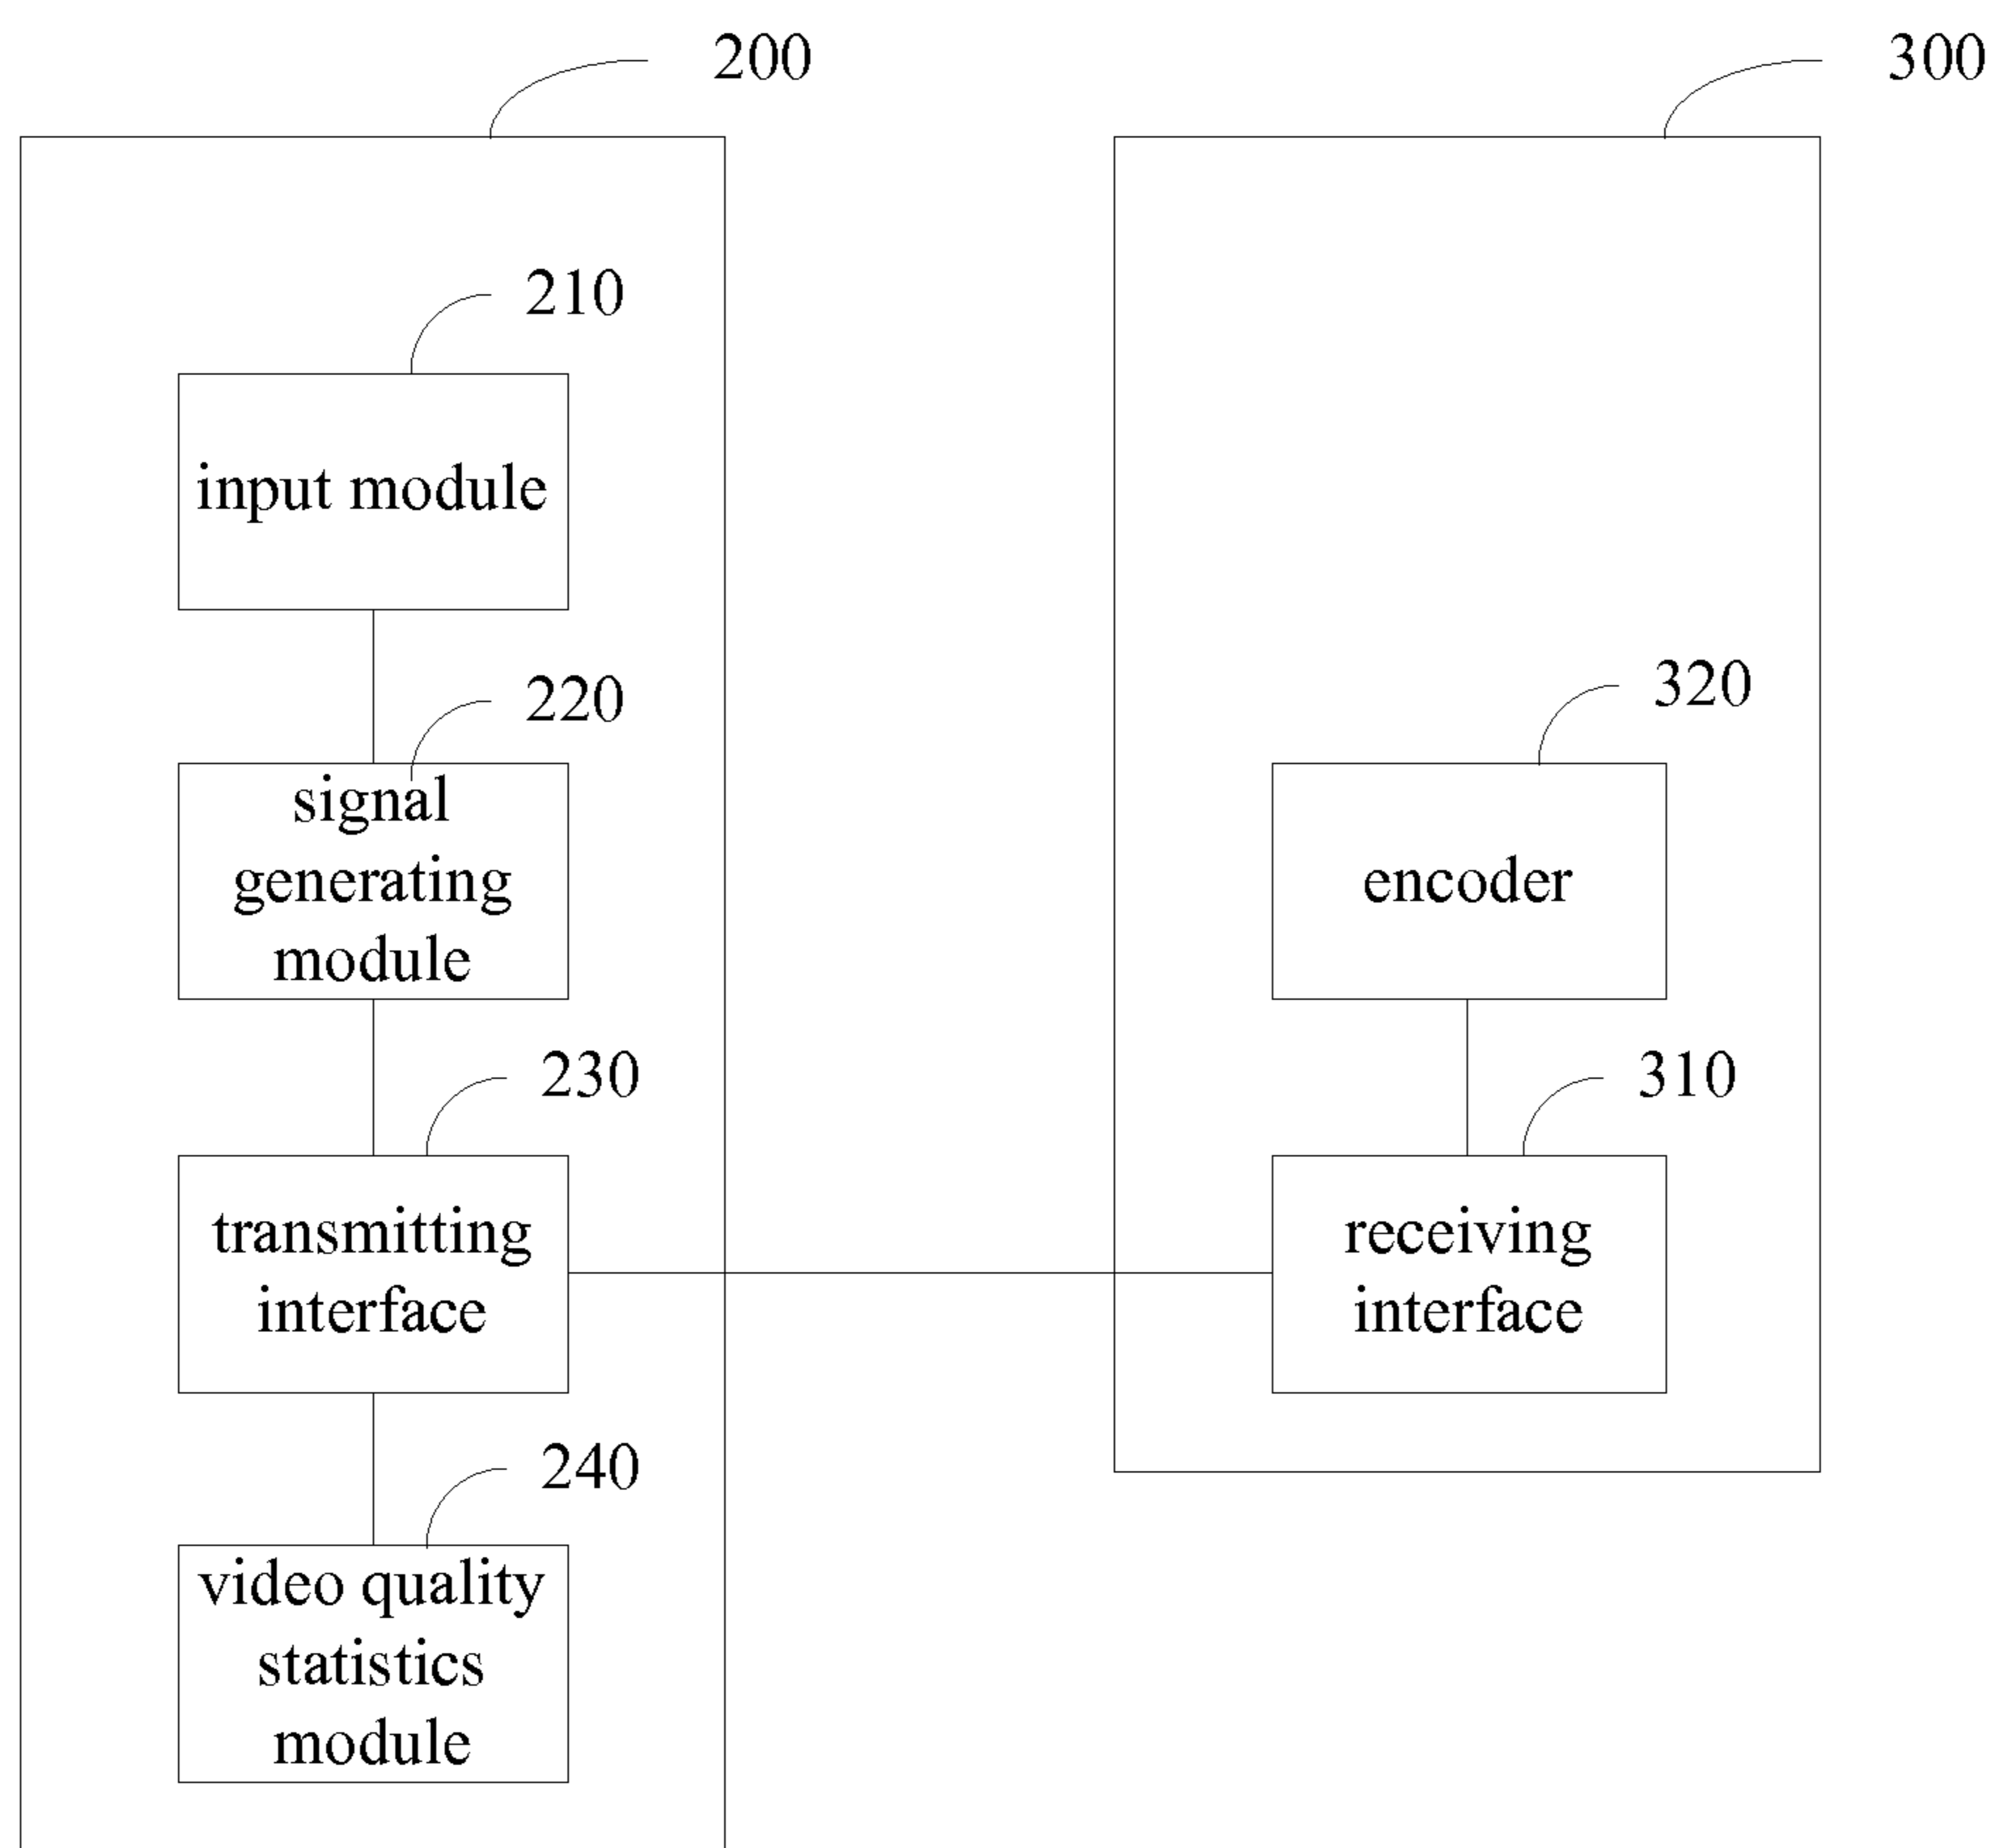 200
300
210
input module
220
signal
generating
module
320
encoder
230
transmitting
interface
310
receiving
interface
240
video quality
statistics
module